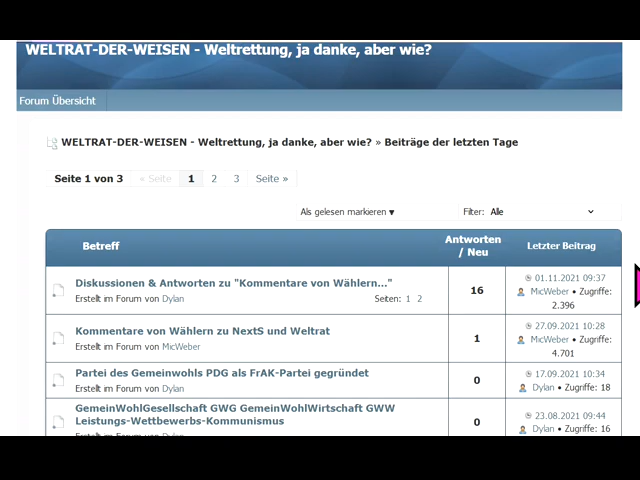 WELTRAT-DER-WEISEN - Weltrettung, ja danke, aber wie?
Forum Übersicht
WELTRAT-DER-WEISEN - Weltrettung, ja danke, aber wie? » Beiträge der letzten Tage
Seite 1 von 3 « Seite 1 2 3 Seite »
Als gelesen markieren ▾ Filter: Alle
Betreff Antworten / Neu Letzter Beitrag
Diskussionen & Antworten zu "Kommentare von Wählern..."
Erstellt im Forum von Dylan Seiten: 1 2
16
01.11.2021 09:37
MicWeber • Zugriffe:
2.396
Kommentare von Wählern zu NextS und Weltrat
Erstellt im Forum von MicWeber
1
27.09.2021 10:28
MicWeber • Zugriffe:
4.701
Partei des Gemeinwohls PDG als FrAK-Partei gegründet
Erstellt im Forum von Dylan
0
17.09.2021 10:34
Dylan • Zugriffe: 18
GemeinWohlGesellschaft GWG GemeinWohlWirtschaft GWW
Leistungs-Wettbewerbs-Kommunismus
Erstellt im Forum von Dylan
0
23.08.2021 09:44
Dylan • Zugriffe: 16